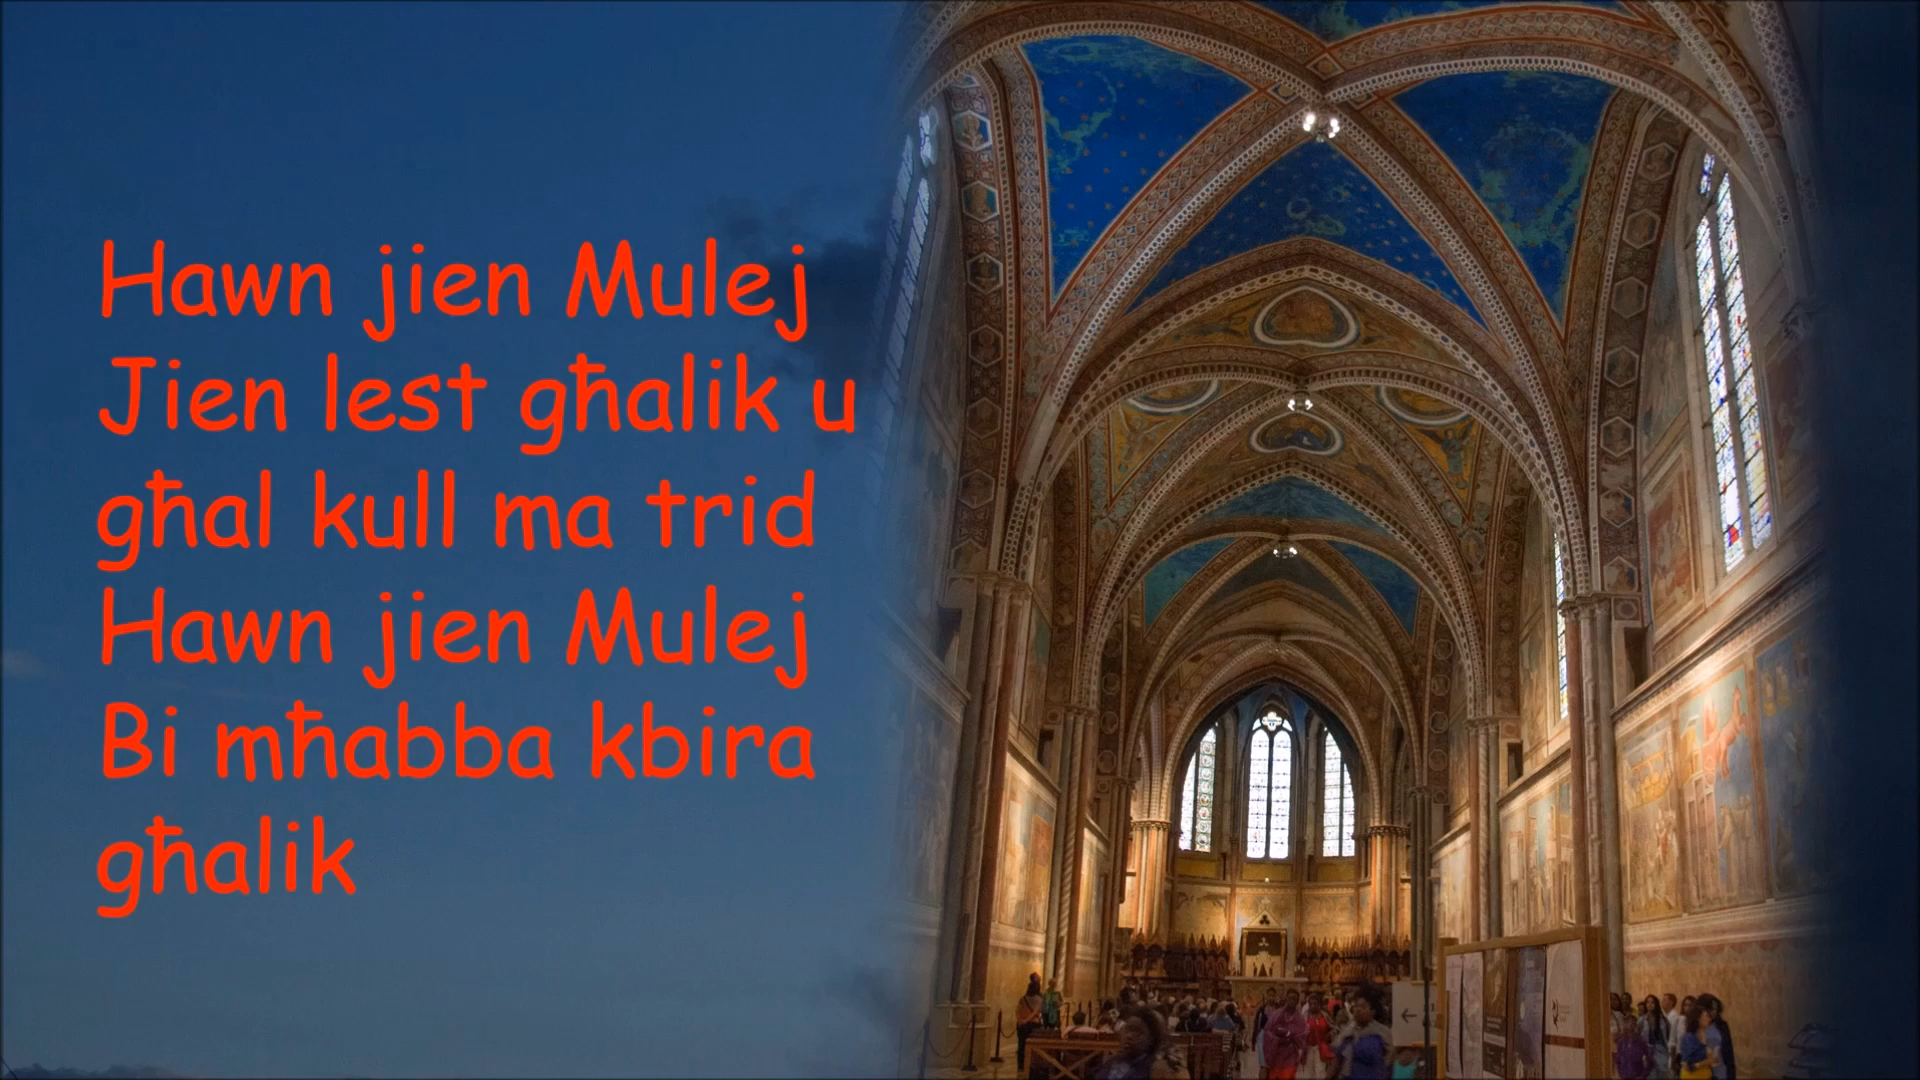 Hawn jien Mulej
Jien lest għalik u
għal kull ma trid
Hawn jien Mulej
Bi mħabba kbira
għalik